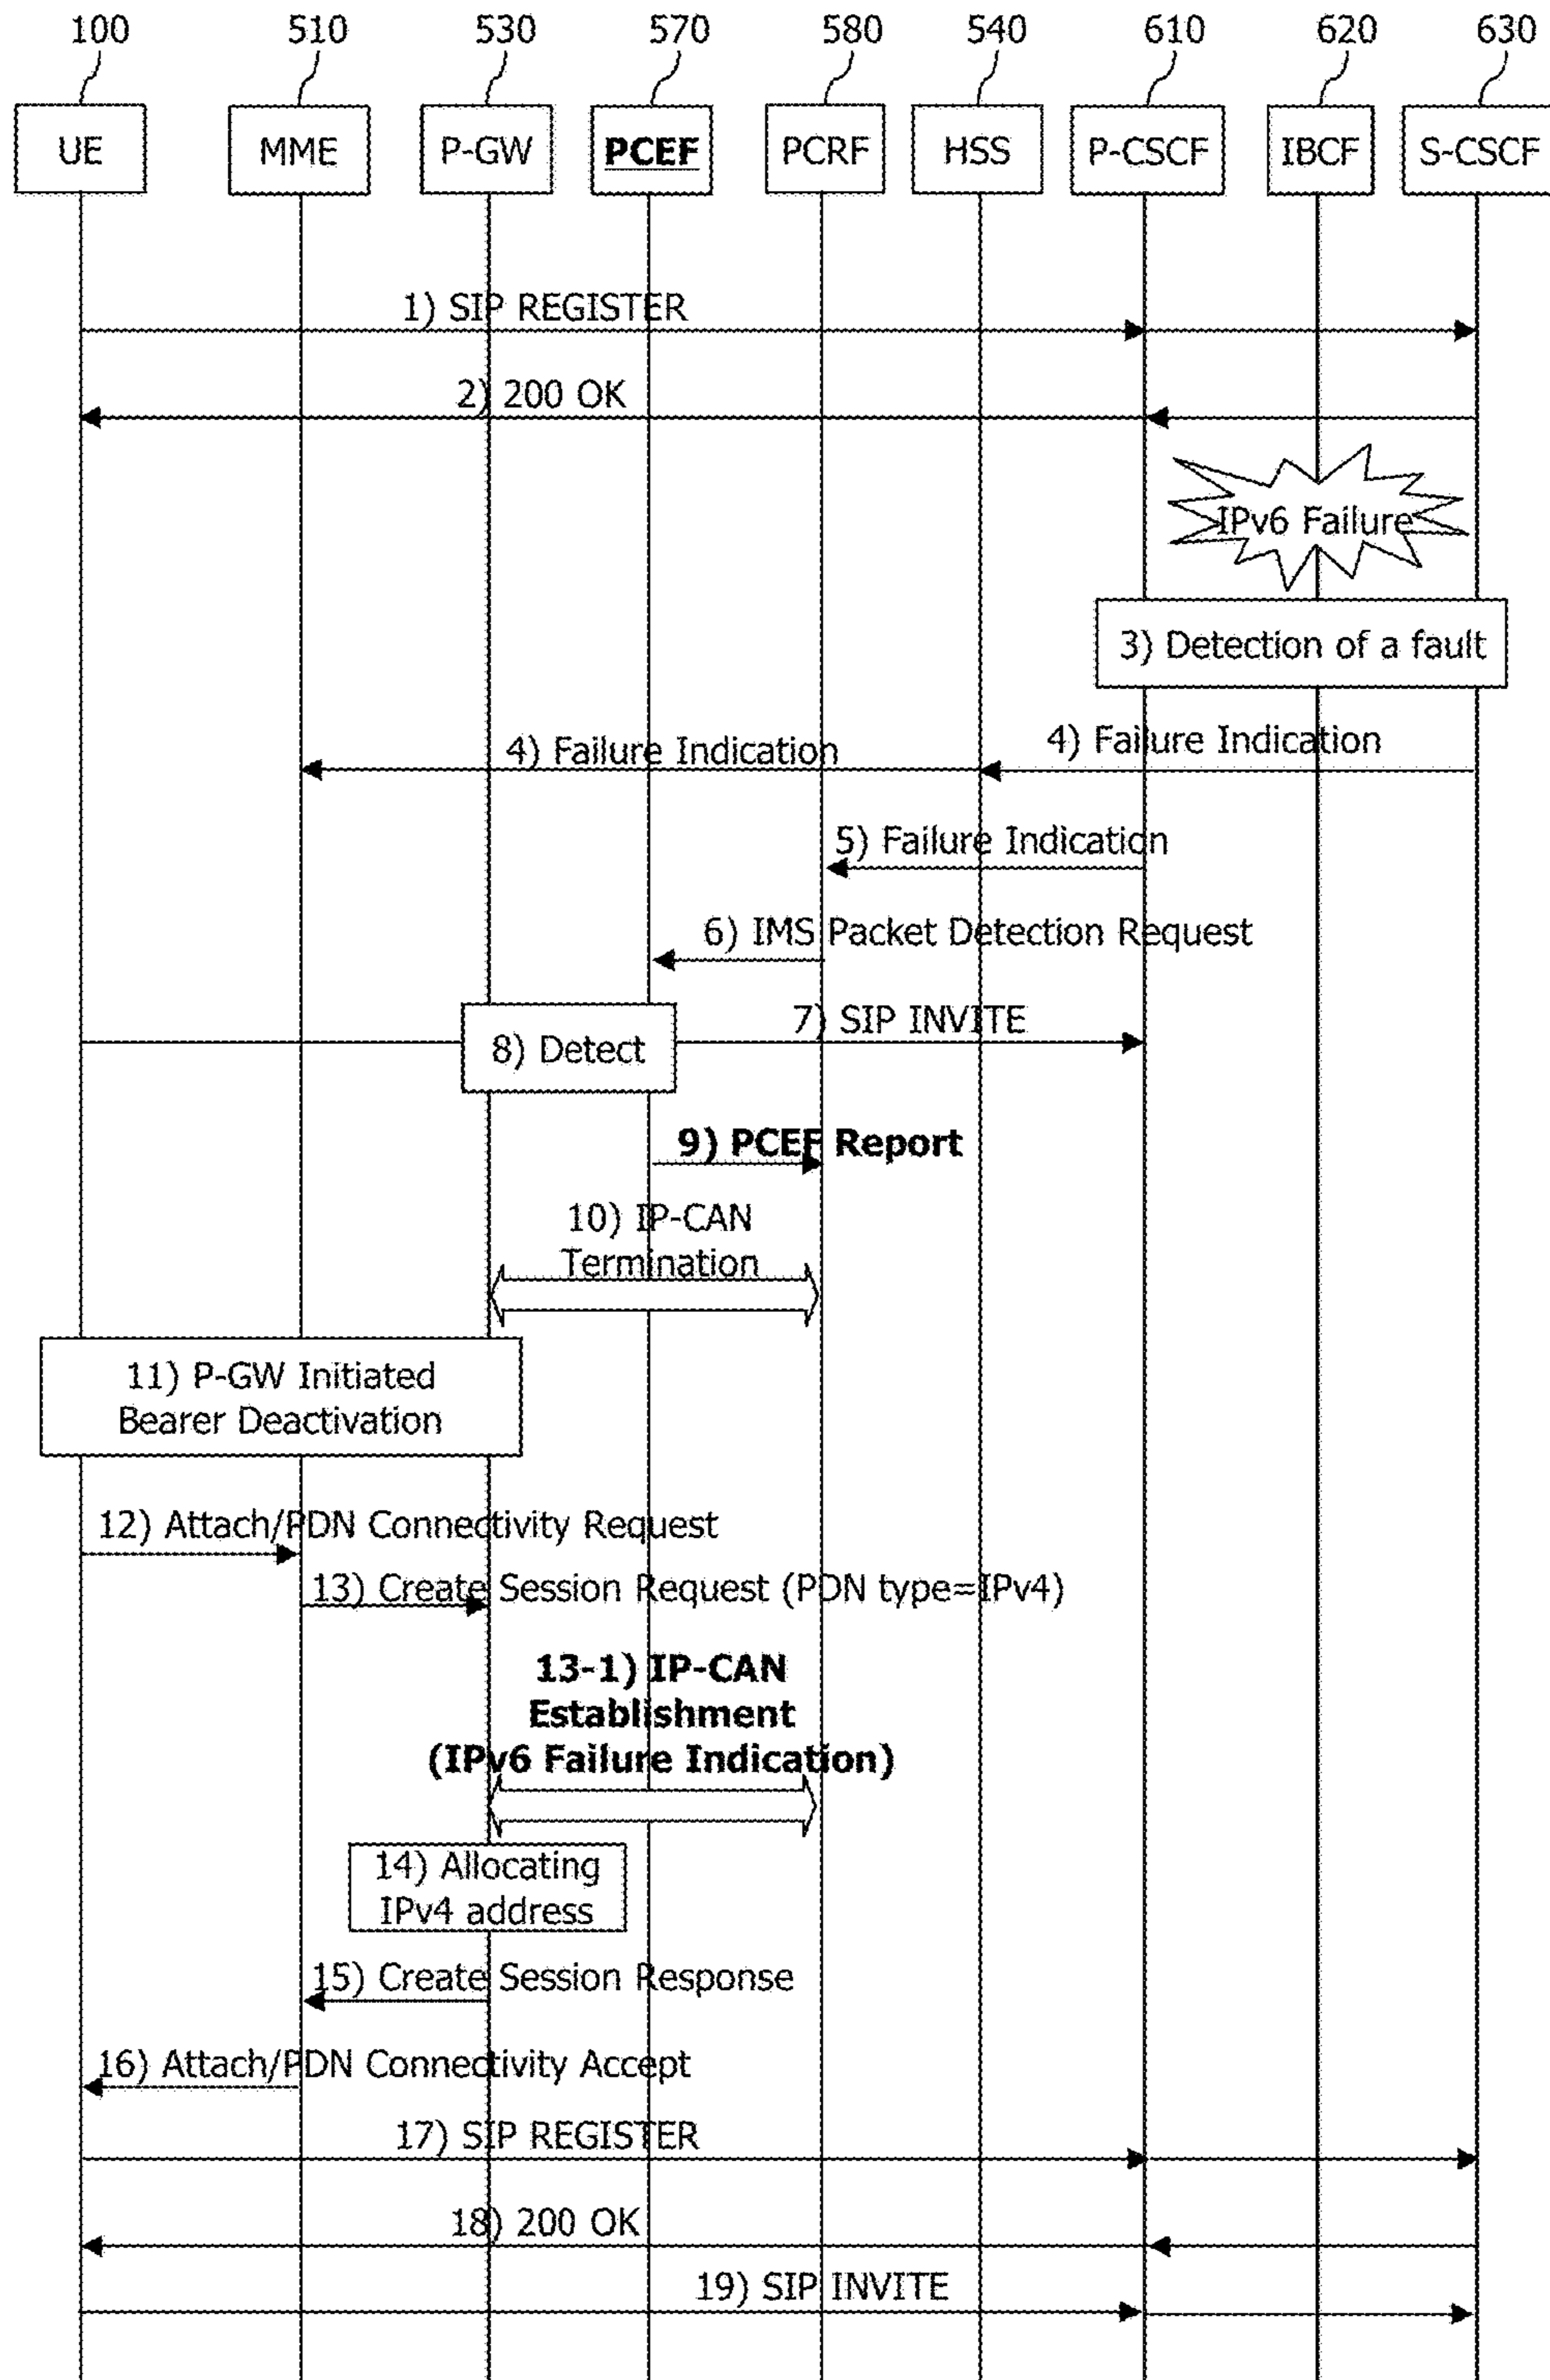 100 510 530 570 580 540 610 620 630
UE MME P-GW PCEF PCRF HSS P-CSCF IBCF S-CSCF
1) SIP REGISTER
2) 200 OK
IPv6 Failure
3) Detection of a fault
4) Failure Indication
4) Failure Indication
5) Failure Indication
6) IMS Packet Detection Request
7) SIP INVITE
8) Detect
9) PCEF Report
10) IP-CAN
Termination
11) P-GW Initiated
Bearer Deactivation
12) Attach/PDN Connectivity Request
13) Create Session Request (PDN type=IPv4)
13-1) IP-CAN
Establishment
(IPv6 Failure Indication)
14) Allocating
IPv4 address
15) Create Session Response
16) Attach/PDN Connectivity Accept
17) SIP REGISTER
18) 200 OK
19) SIP INVITE